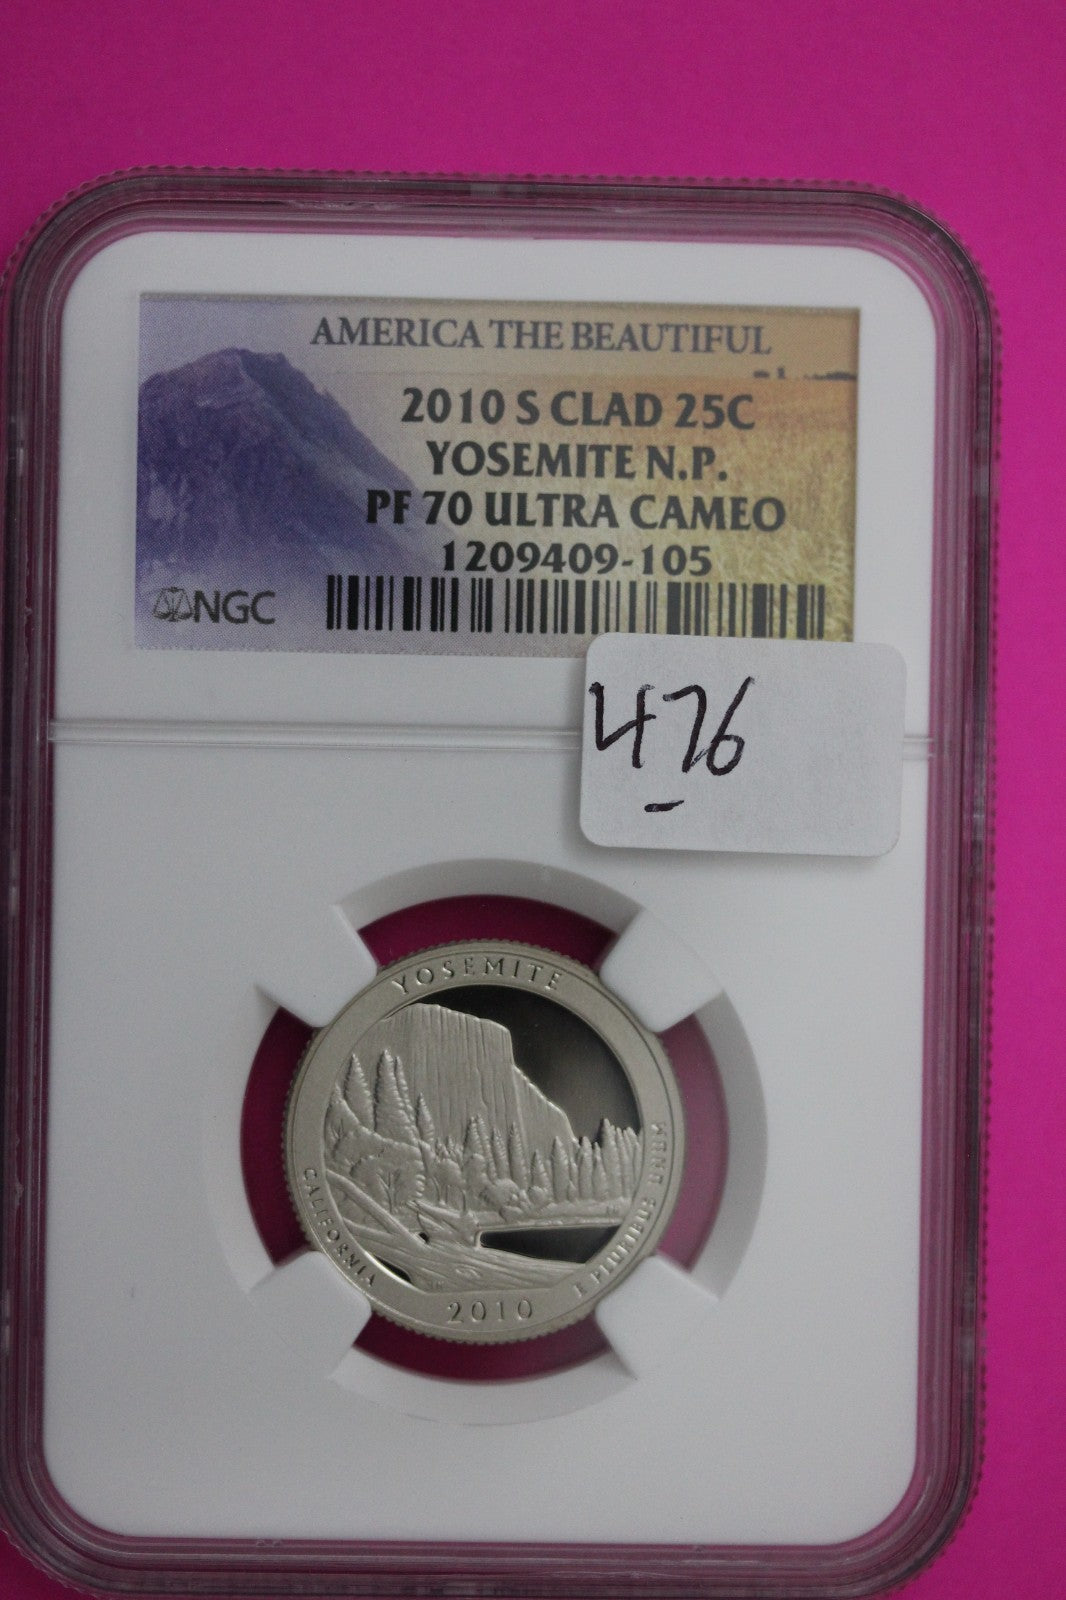 AMERICA THE BEAUTIFUL
2010 S CLAD 25C
YOSEMITE N.P.
PF 70 ULTRA CAMEO
1209409-105
NGC
476
YOSEMITE
CALIFORNIA
2010
E PLURIBUS UNUM